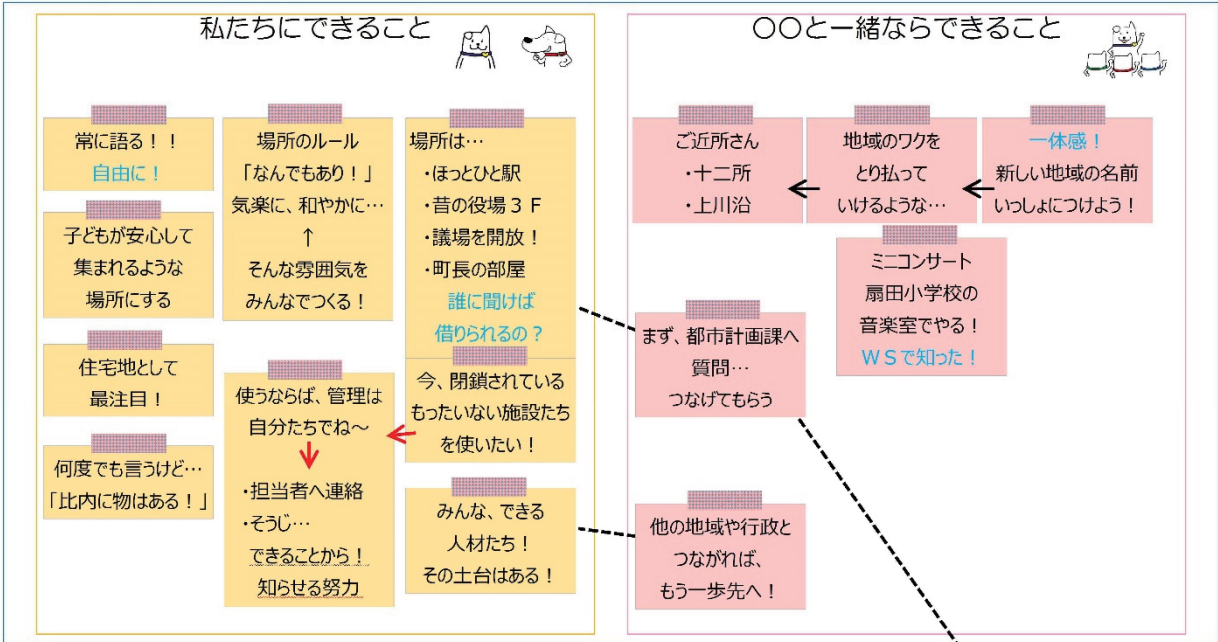 私たちにできること
常に語る！！
自由に！
子どもが安心して
集まれるような
場所にする
住宅地として
最注目！
何度でも言うけど…
「比内に物はある！」
場所のルール
「なんでもあり！」
気楽に、和やかに…
↑
そんな雰囲気を
みんなでつくる！
使うならば、管理は
自分たちでね～
・担当者へ連絡
・そうじ…
できることから！
知らせる努力
場所は…
・ほっとひと駅
・昔の役場３Ｆ
・議場を開放！
・町長の部屋
誰に聞けば
借りられるの？
今、閉鎖されている
もったいない施設たち
を使いたい！
みんな、できる
人材たち！
その土台はある！
〇〇と一緒ならできること
ご近所さん
・十二所
・上川沿
地域のワクを
とり払って
いけるような…
一体感！
新しい地域の名前
いっしょにつけよう！
ミニコンサート
扇田小学校の
音楽室でやる！
ＷＳで知った！
まず、都市計画課へ
質問…
つなげてもらう
他の地域や行政と
つながれば、
もう一歩先へ！